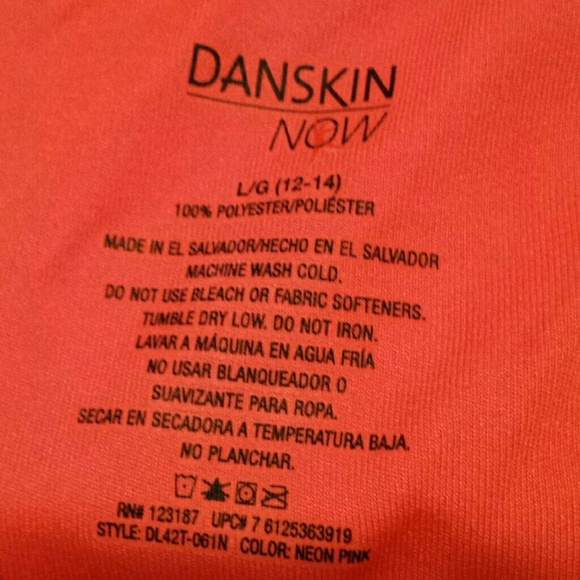 DANSKIN
NOW
L/G (12-14)
100% POLYESTER/POLIÉSTER
MADE IN EL SALVADOR/HECHO EN EL SALVADOR
MACHINE WASH COLD.
DO NOT USE BLEACH OR FABRIC SOFTENERS.
TUMBLE DRY LOW. DO NOT IRON.
LAVAR A MÁQUINA EN AGUA FRÍA
NO USAR BLANQUEADOR O
SUAVIZANTE PARA ROPA.
SECAR EN SECADORA A TEMPERATURA BAJA.
NO PLANCHAR.
RN# 123187 UPC# 7 6125363919
STYLE: DL42T-061N COLOR: NEON PINK